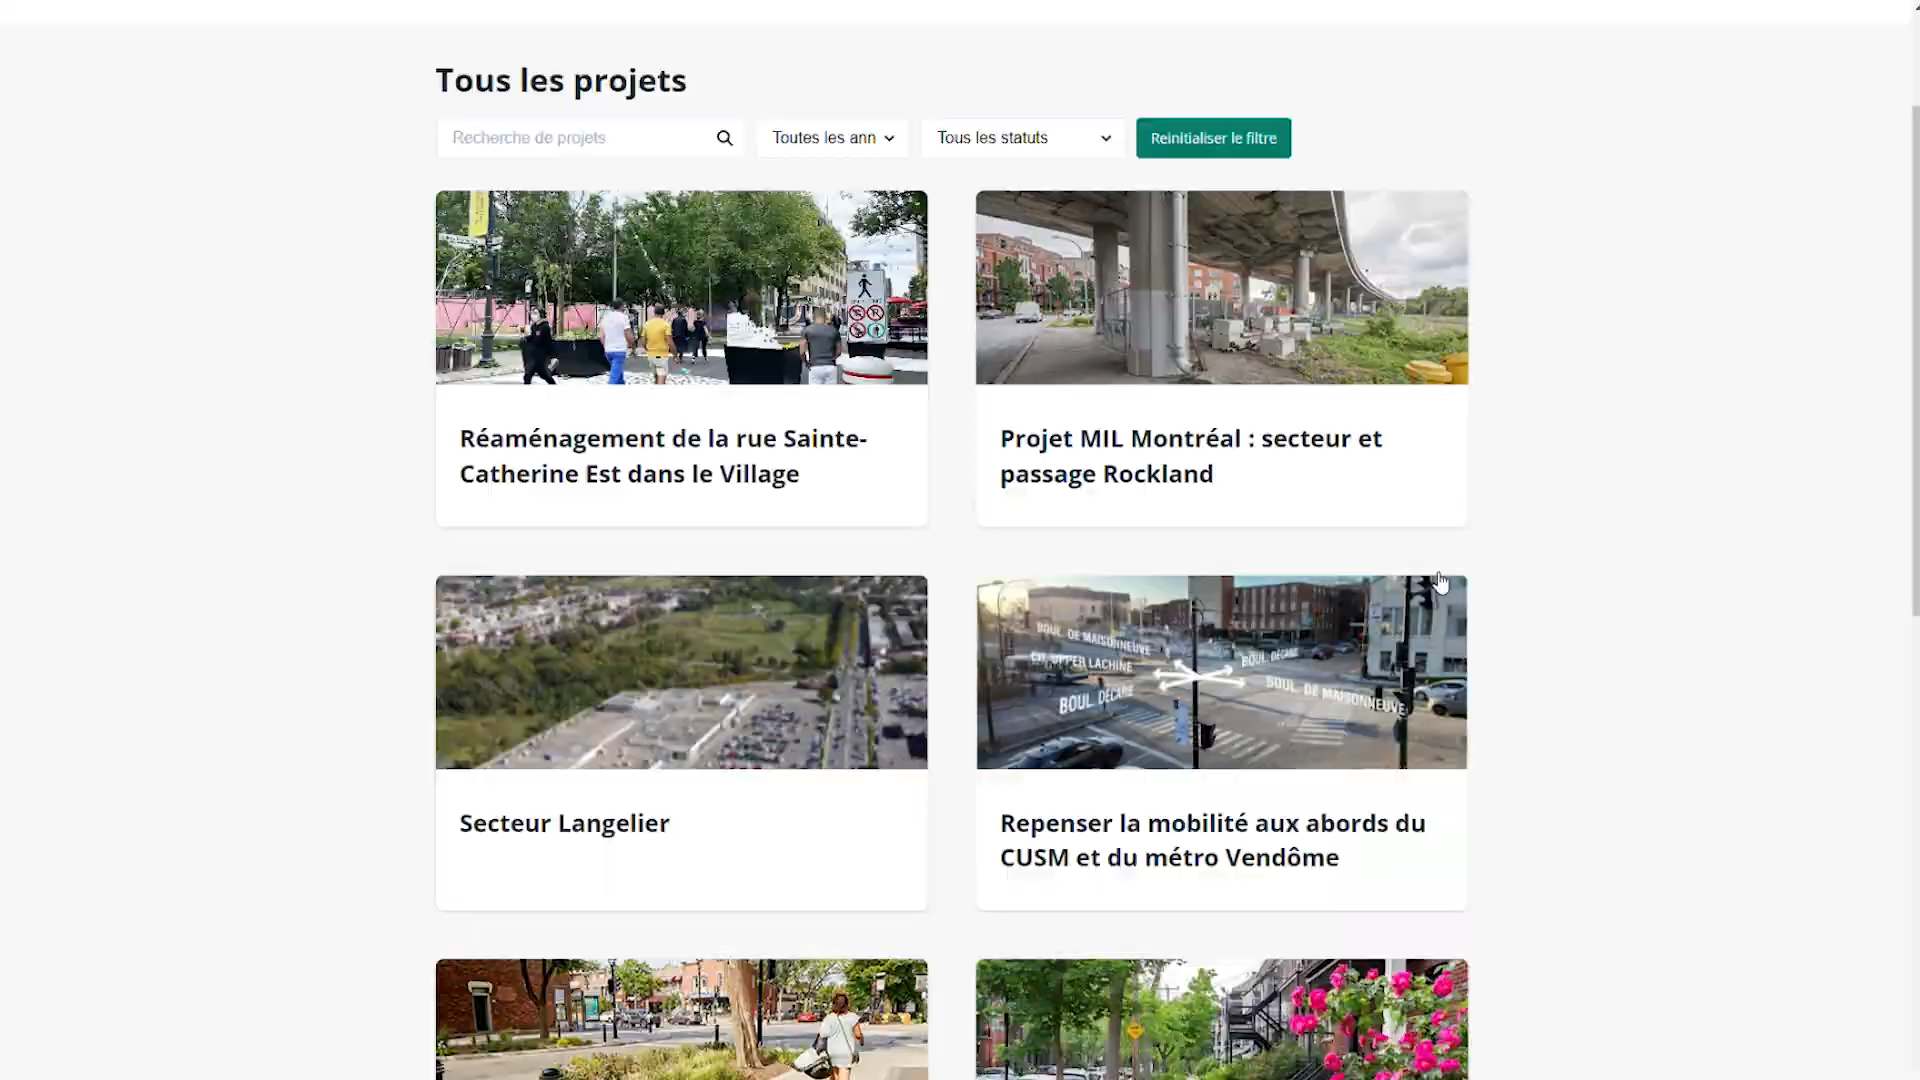 Tous les projets
Recherche de projets
Toutes les ann
Tous les statuts
Reinitialiser le filtre
Réaménagement de la rue Sainte-
Catherine Est dans le Village
Projet MIL Montréal : secteur et
passage Rockland
BOUL. DE MAISONNEUVE
CH. UPPER LACHINE
BOUL. DÉCARIE
BOUL. DÉCARIE
BOUL. DE MAISONNEUVE
Secteur Langelier
Repenser la mobilité aux abords du
CUSM et du métro Vendôme